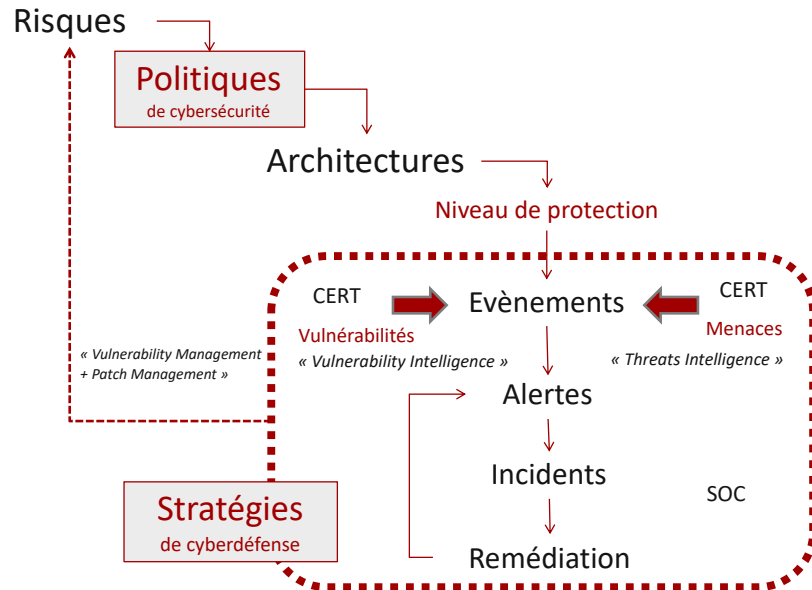 Risques
Politiques
de cybersécurité
Architectures
Niveau de protection
CERT
Evènements
CERT
Vulnérabilités
Menaces
« Vulnerability Management
+ Patch Management »
« Vulnerability Intelligence »
« Threats Intelligence »
Alertes
Incidents
SOC
Stratégies
de cyberdéfense
Remédiation